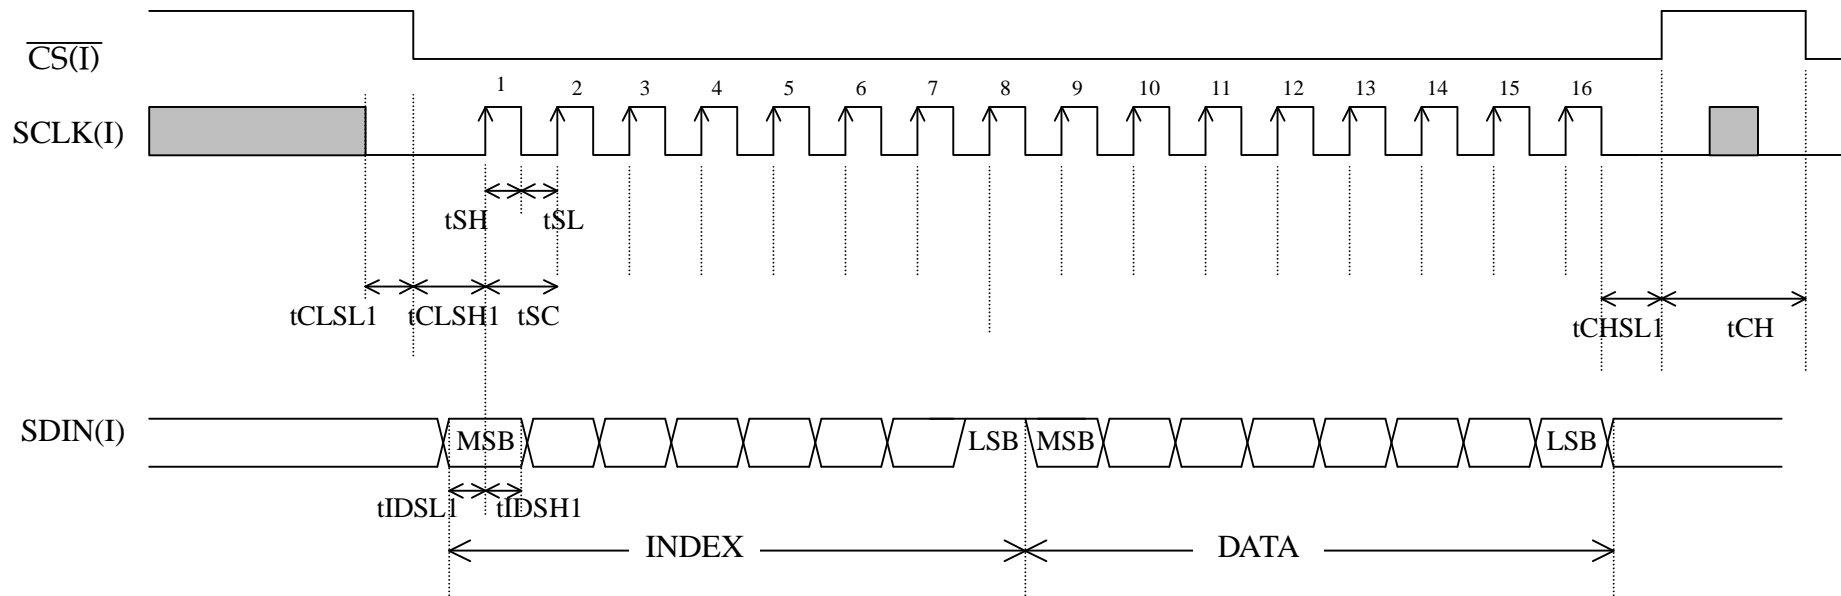 CS(I)
1 2 3 4 5 6 7 8 9 10 11 12 13 14 15 16
SCLK(I)
tSH tSL
tCLSL1 tCLSH1 tSC tCHSL1 tCH
SDIN(I) MSB LSB MSB LSB
tIDSL1 tIDSH1
INDEX DATA